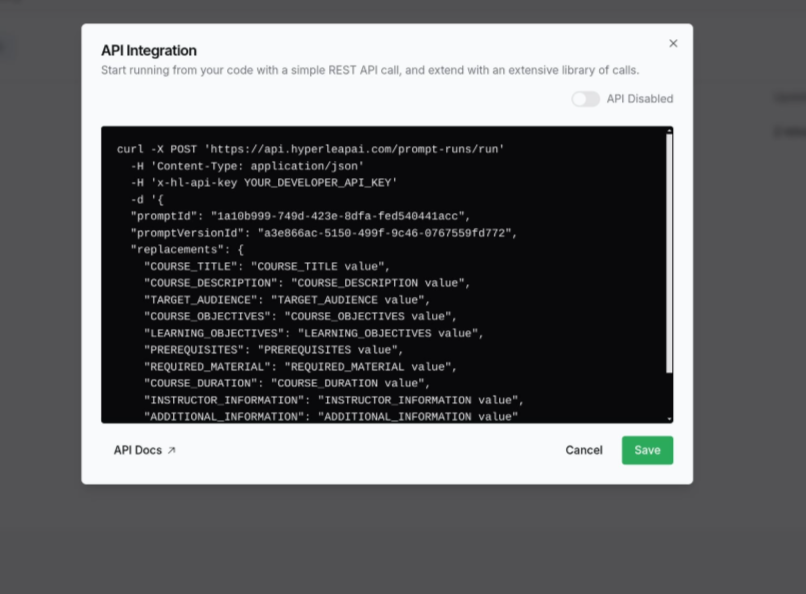 API Integration
Start running from your code with a simple REST API call, and extend with an extensive library of calls.
API Disabled
curl -X POST 'https://api.hyperleapai.com/prompt-runs/run'
-H 'Content-Type: application/json'
-H 'x-hl-api-key YOUR_DEVELOPER_API_KEY'
-d '{
"promptId": "1a10b999-749d-423e-8dfa-fed540441acc",
"promptVersionId": "a3e866ac-5150-499f-9c46-0767559fd772",
"replacements": {
"COURSE_TITLE": "COURSE_TITLE value",
"COURSE_DESCRIPTION": "COURSE_DESCRIPTION value",
"TARGET_AUDIENCE": "TARGET_AUDIENCE value",
"COURSE_OBJECTIVES": "COURSE_OBJECTIVES value",
"LEARNING_OBJECTIVES": "LEARNING_OBJECTIVES value",
"PREREQUISITES": "PREREQUISITES value",
"REQUIRED_MATERIAL": "REQUIRED_MATERIAL value",
"COURSE_DURATION": "COURSE_DURATION value",
"INSTRUCTOR_INFORMATION": "INSTRUCTOR_INFORMATION value",
"ADDITIONAL_INFORMATION": "ADDITIONAL_INFORMATION value"
API Docs ↗
Cancel
Save